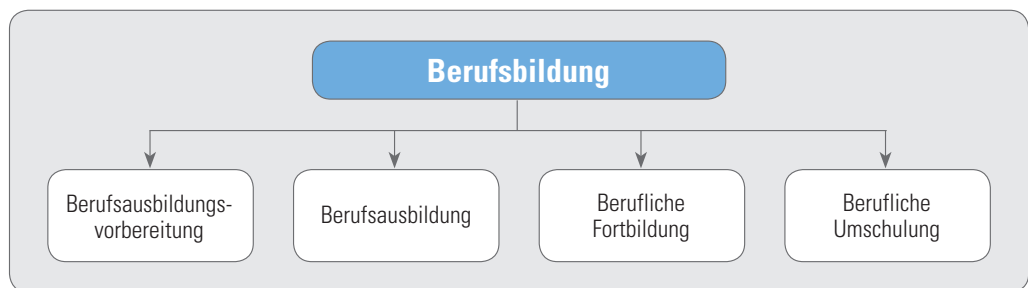 Berufsbildung
Berufsausbildungs-
vorbereitung
Berufsausbildung
Berufliche
Fortbildung
Berufliche
Umschulung